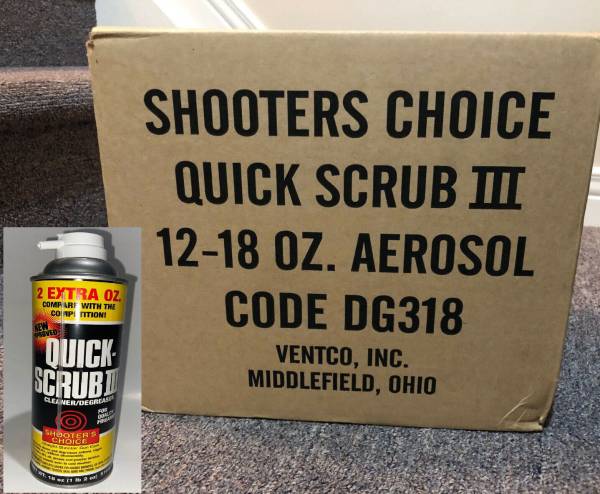 SHOOTERS CHOICE
QUICK SCRUB III
12-18 OZ. AEROSOL
CODE DG318
VENTCO, INC.
MIDDLEFIELD, OHIO
2 EXTRA OZ.
COMPARE WITH THE
COMPETITION!
NEW
IMPROVED
QUICK-
SCRUB III
CLEANER/DEGREASER
FOR
SHOOTER'S
CHOICE